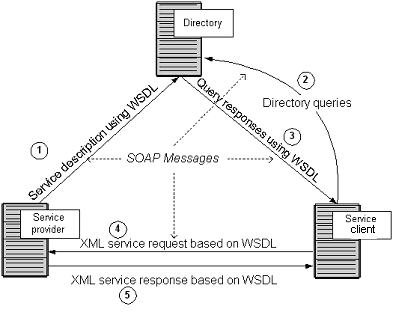 Directory
2
Directory queries
Service description using WSDL
Query responses using WSDL
1
3
SOAP Messages
Service
provider
Service
client
4
XML service request based on WSDL
XML service response based on WSDL
5